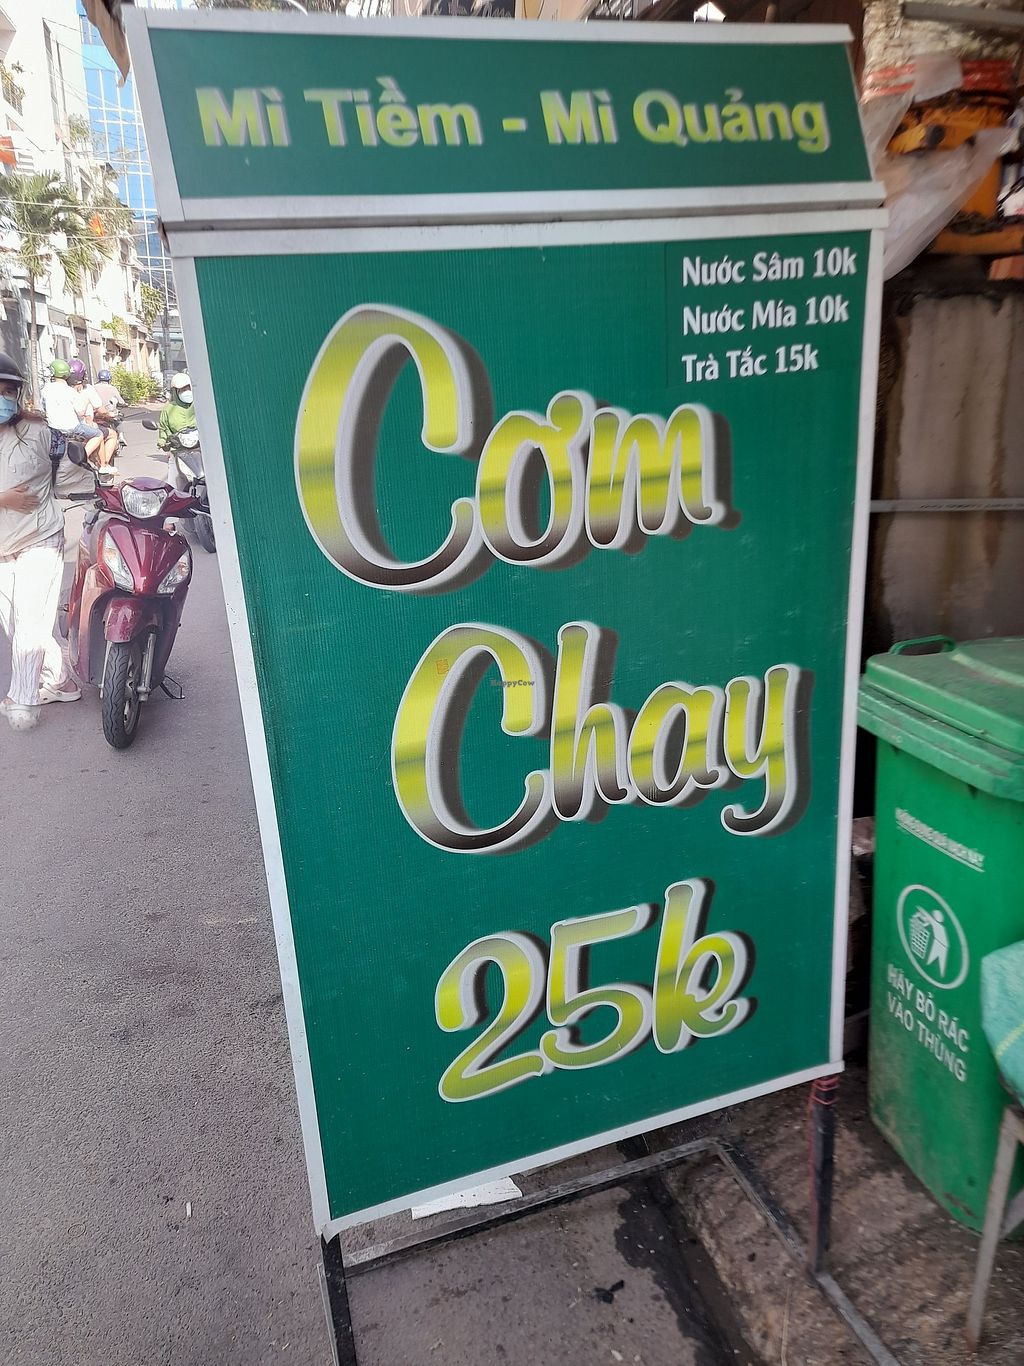 Mì Tiềm - Mì Quảng
Nước Sâm 10k
Nước Mía 10k
Trà Tắc 15k
Cơm
Chay
25k
HappyCow
HÃY BỎ RÁC
VÀO THÙNG